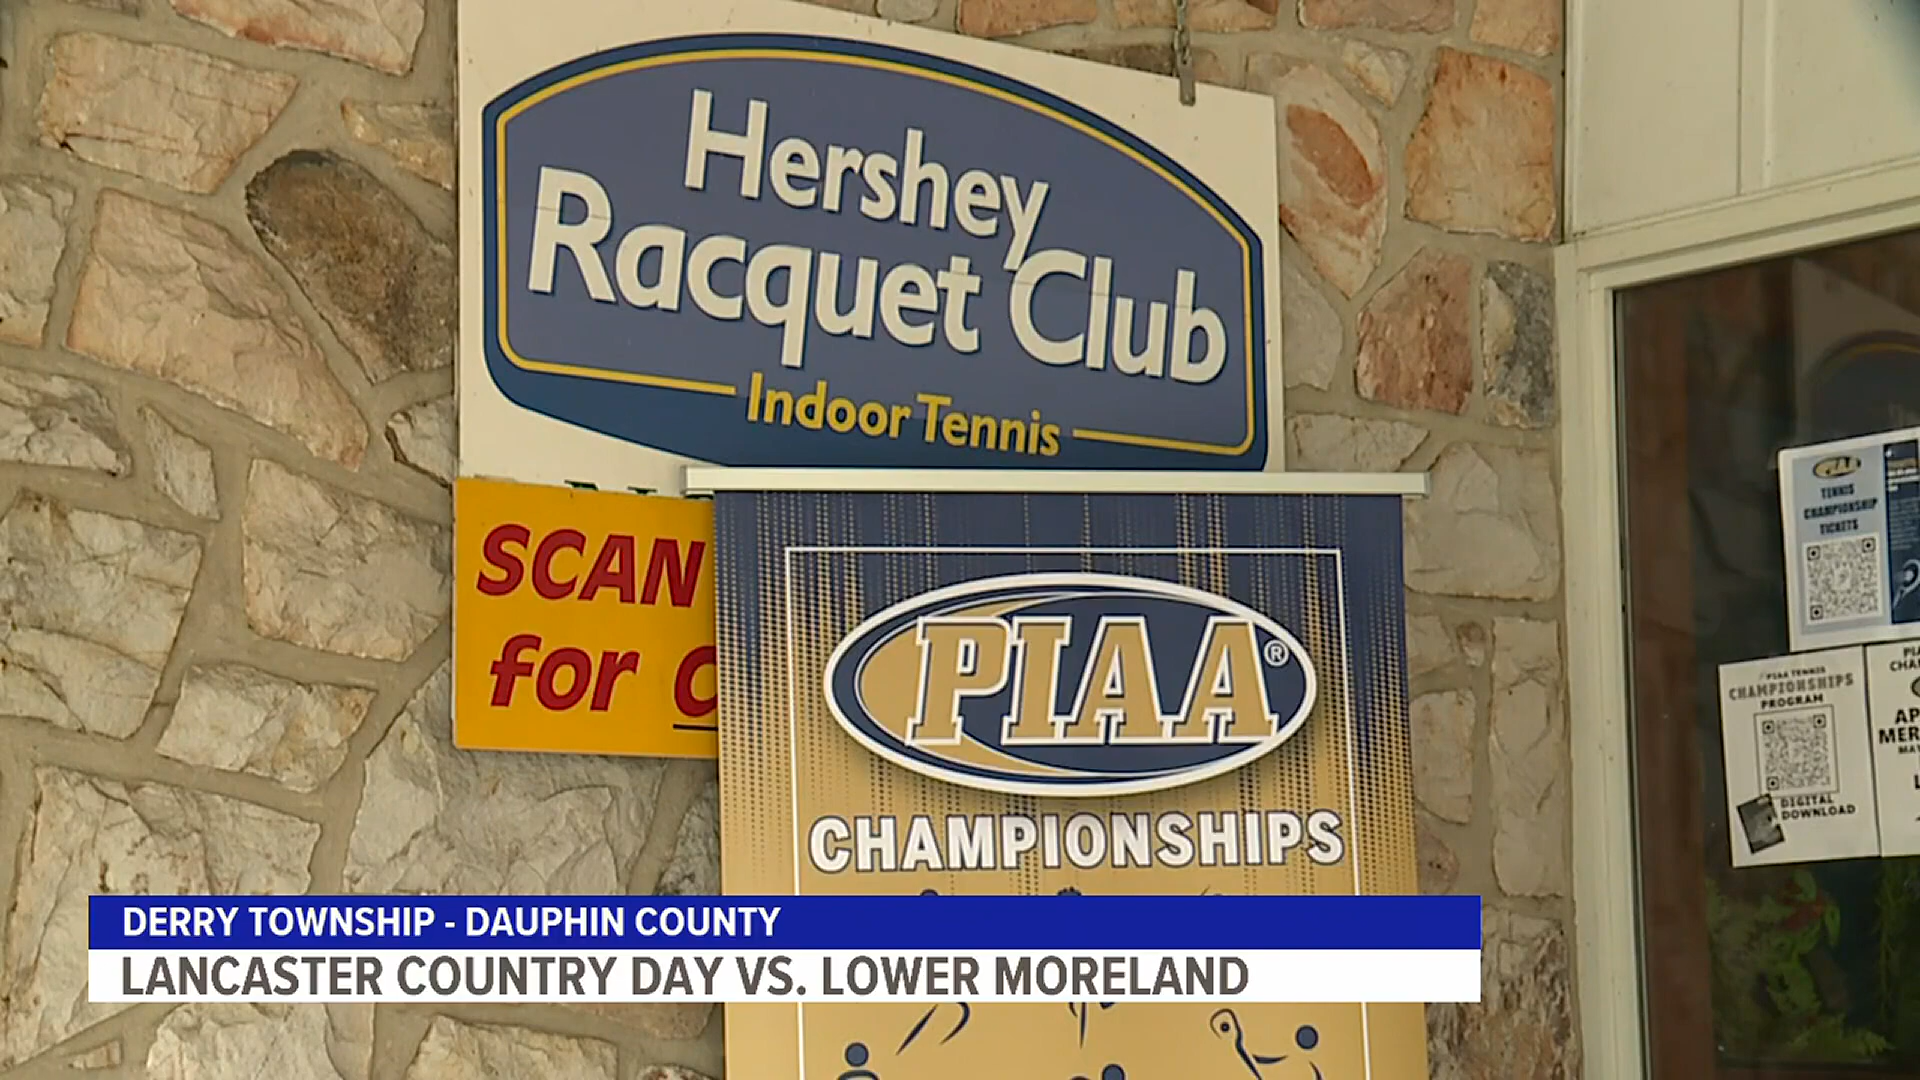 Hershey
Racquet Club
Indoor Tennis
SCAN
for
PIAA®
CHAMPIONSHIPS
PIAA
TENNIS
CHAMPIONSHIP
TICKETS
PIAA TENNIS
CHAMPIONSHIPS
PROGRAM
DIGITAL
DOWNLOAD
DERRY TOWNSHIP - DAUPHIN COUNTY
LANCASTER COUNTRY DAY VS. LOWER MORELAND